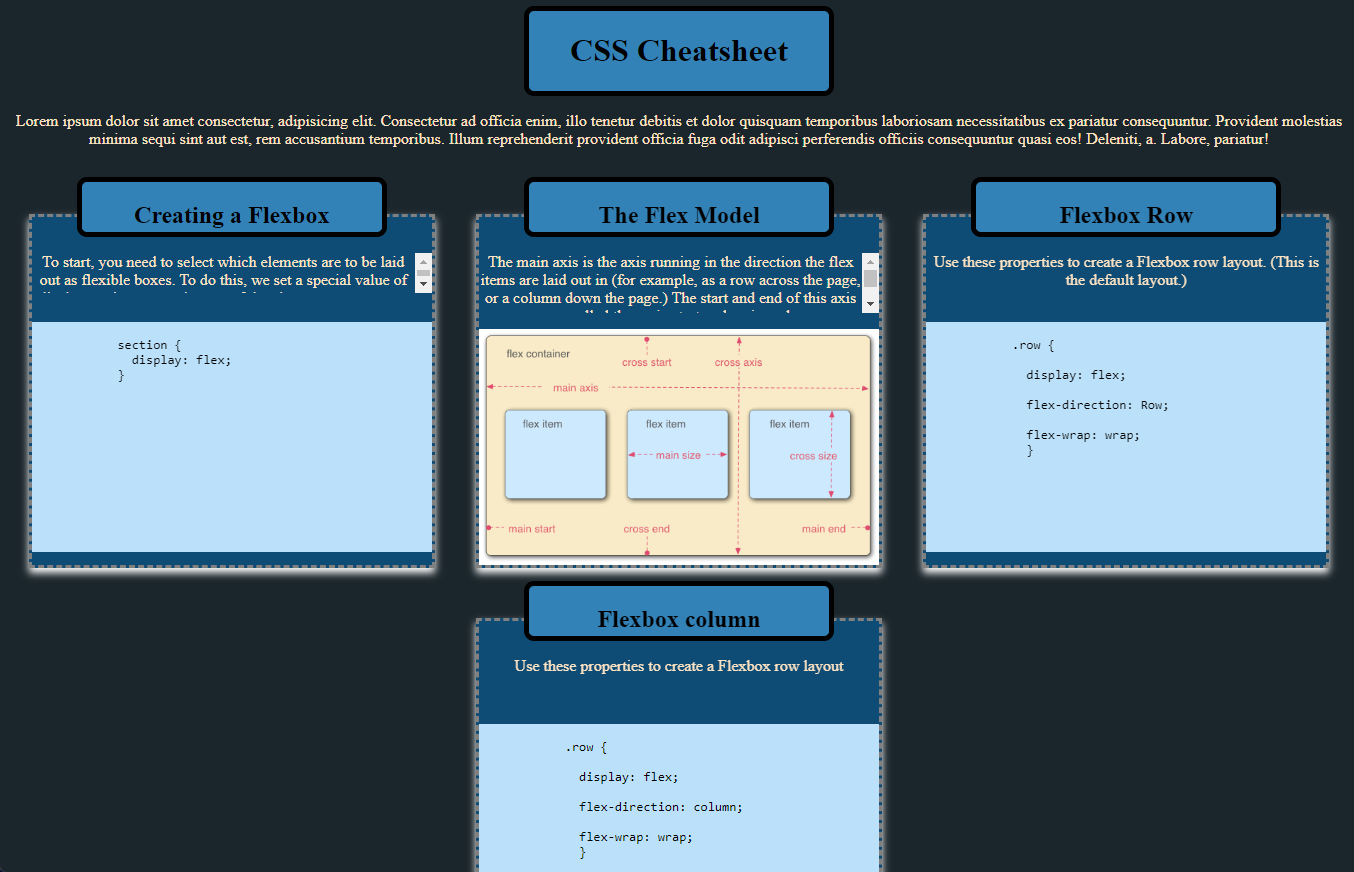 CSS Cheatsheet
Lorem ipsum dolor sit amet consectetur, adipisicing elit. Consectetur ad officia enim, illo tenetur debitis et dolor quisquam temporibus laboriosam necessitatibus ex pariatur consequuntur. Provident molestias
minima sequi sint aut est, rem accusantium temporibus. Illum reprehenderit provident officia fuga odit adipisci perferendis officiis consequuntur quasi eos! Deleniti, a. Labore, pariatur!
Creating a Flexbox
To start, you need to select which elements are to be laid
out as flexible boxes. To do this, we set a special value of
section {
  display: flex;
}
The Flex Model
The main axis is the axis running in the direction the flex
items are laid out in (for example, as a row across the page,
or a column down the page.) The start and end of this axis
flex container
cross start
cross axis
main axis
flex item
flex item
flex item
main size
cross size
main start
cross end
main end
Flexbox Row
Use these properties to create a Flexbox row layout. (This is
the default layout.)
.row {
  display: flex;
  flex-direction: Row;
  flex-wrap: wrap;
  }
Flexbox column
Use these properties to create a Flexbox row layout
.row {
  display: flex;
  flex-direction: column;
  flex-wrap: wrap;
  }